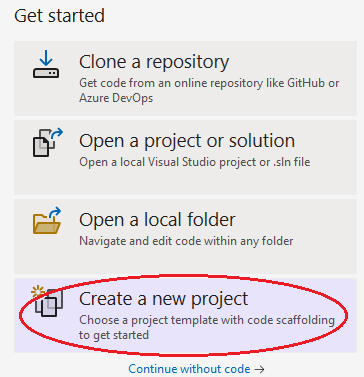 Get started
Clone a repository
Get code from an online repository like GitHub or
Azure DevOps
Open a project or solution
Open a local Visual Studio project or .sln file
Open a local folder
Navigate and edit code within any folder
Create a new project
Choose a project template with code scaffolding
to get started
Continue without code →